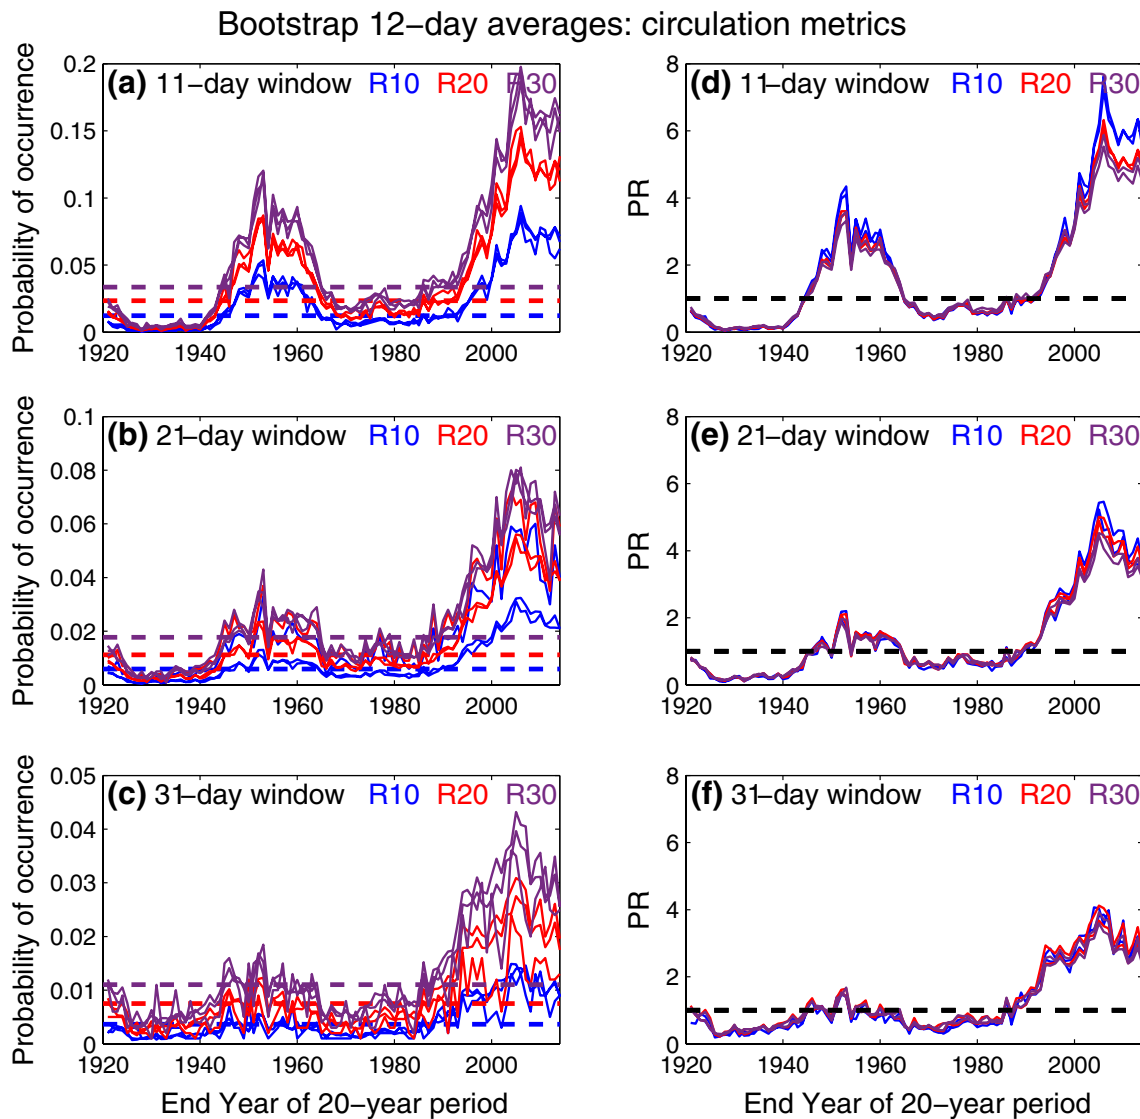 Bootstrap 12−day averages: circulation metrics
(a) 11−day window R10 R20 R30
Probability of occurrence
0.2
0.15
0.1
0.05
0
1920 1940 1960 1980 2000
(d) 11−day window R10 R20 R30
PR
8
6
4
2
0
1920 1940 1960 1980 2000
(b) 21−day window R10 R20 R30
Probability of occurrence
0.1
0.08
0.06
0.04
0.02
0
1920 1940 1960 1980 2000
(e) 21−day window R10 R20 R30
PR
8
6
4
2
0
1920 1940 1960 1980 2000
(c) 31−day window R10 R20 R30
Probability of occurrence
0.05
0.04
0.03
0.02
0.01
0
1920 1940 1960 1980 2000
End Year of 20−year period
(f) 31−day window R10 R20 R30
PR
8
6
4
2
0
1920 1940 1960 1980 2000
End Year of 20−year period